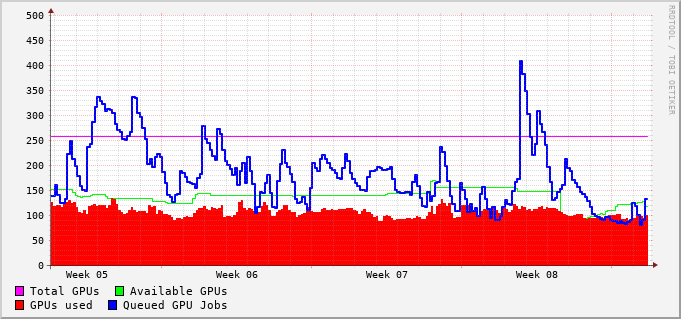 500
450
400
350
300
250
200
150
100
50
0
Week 05 Week 06 Week 07 Week 08
Total GPUs Available GPUs
GPUs used Queued GPU Jobs
RRDTOOL / TOBI OETIKER